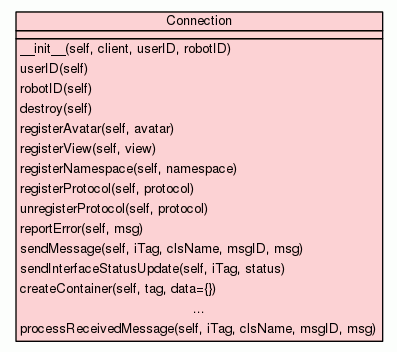 Connection
__init__(self, client, userID, robotID)
userID(self)
robotID(self)
destroy(self)
registerAvatar(self, avatar)
registerView(self, view)
registerNamespace(self, namespace)
registerProtocol(self, protocol)
unregisterProtocol(self, protocol)
reportError(self, msg)
sendMessage(self, iTag, clsName, msgID, msg)
sendInterfaceStatusUpdate(self, iTag, status)
createContainer(self, tag, data={})
...
processReceivedMessage(self, iTag, clsName, msgID, msg)